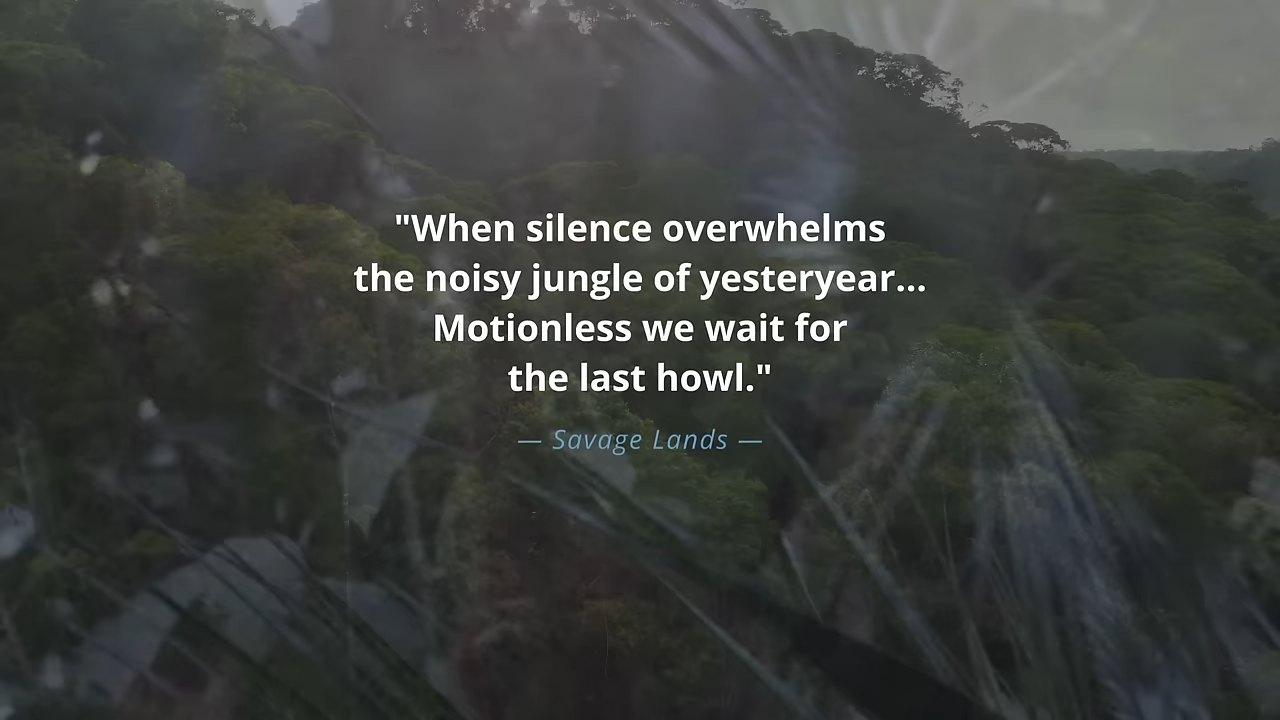 "When silence overwhelms
the noisy jungle of yesteryear...
Motionless we wait for
the last howl."
— Savage Lands —